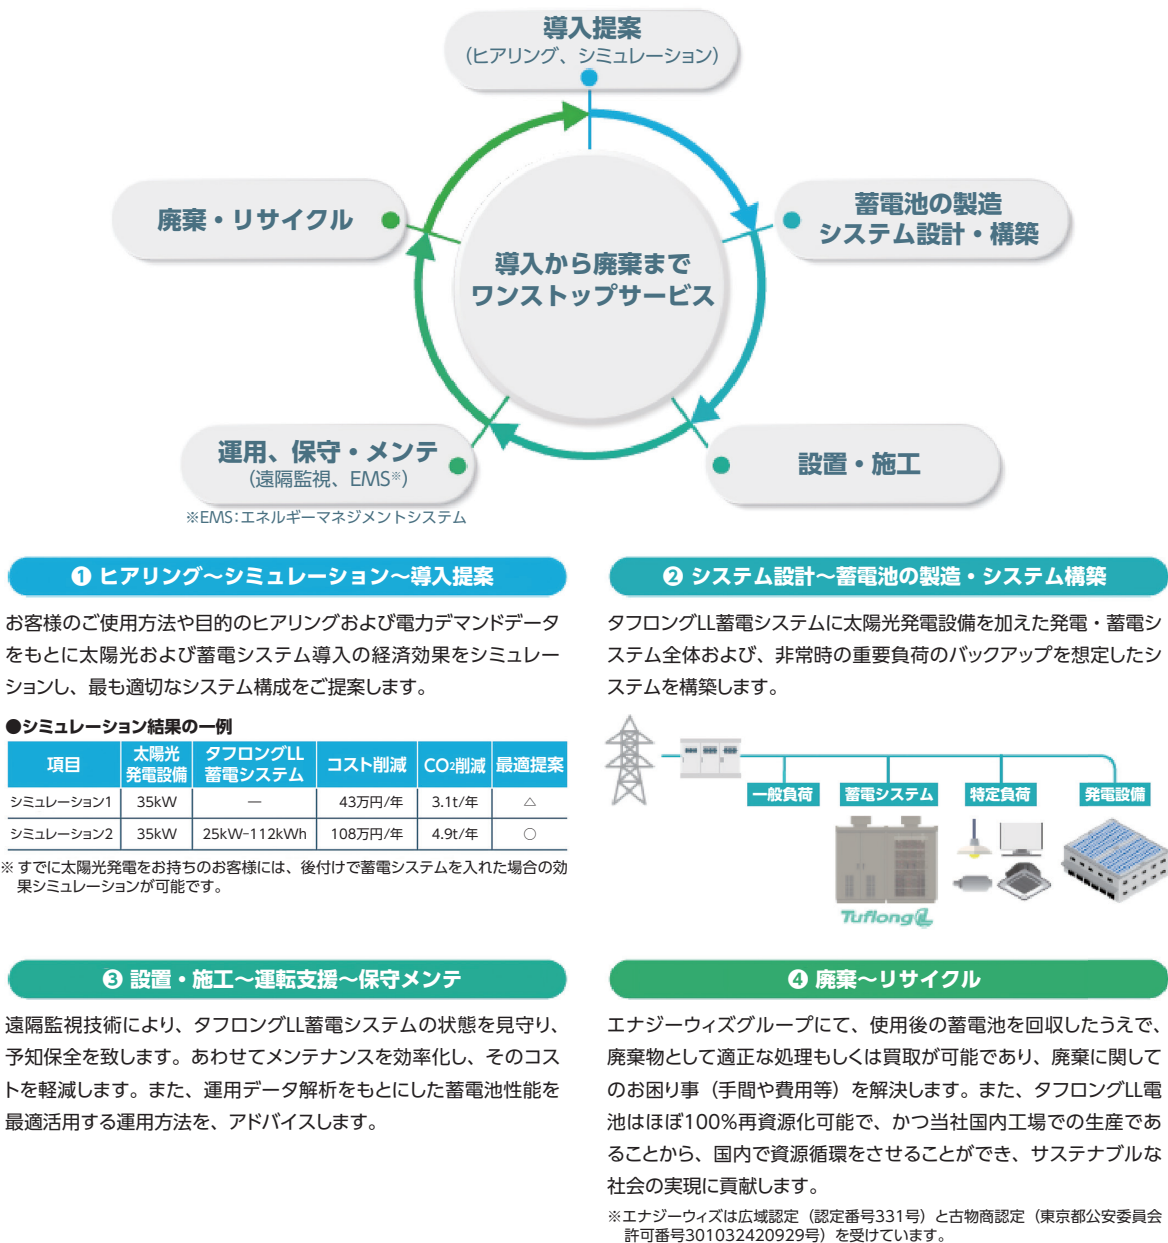 導入提案
(ヒアリング、シミュレーション)
廃棄・リサイクル
蓄電池の製造
システム設計・構築
導入から廃棄まで
ワンストップサービス
運用、保守・メンテ
(遠隔監視、EMS※)
※EMS:エネルギーマネジメントシステム
設置・施工
❶ ヒアリング〜シミュレーション〜導入提案
お客様のご使用方法や目的のヒアリングおよび電力デマンドデータ
をもとに太陽光および蓄電システム導入の経済効果をシミュレー
ションし、最も適切なシステム構成をご提案します。
●シミュレーション結果の一例
項目 太陽光発電設備 タフロングLL蓄電システム コスト削減 CO2削減 最適提案
シミュレーション1 35kW — 43万円/年 3.1t/年 △
シミュレーション2 35kW 25kW-112kWh 108万円/年 4.9t/年 ○
※ すでに太陽光発電をお持ちのお客様には、後付けで蓄電システムを入れた場合の効
果シミュレーションが可能です。
❷ システム設計〜蓄電池の製造・システム構築
タフロングLL蓄電システムに太陽光発電設備を加えた発電・蓄電シ
ステム全体および、非常時の重要負荷のバックアップを想定したシ
ステムを構築します。
一般負荷 蓄電システム 特定負荷 発電設備
Tuflong LL
❸ 設置・施工〜運転支援〜保守メンテ
遠隔監視技術により、タフロングLL蓄電システムの状態を見守り、
予知保全を致します。あわせてメンテナンスを効率化し、そのコス
トを軽減します。また、運用データ解析をもとにした蓄電池性能を
最適活用する運用方法を、アドバイスします。
❹ 廃棄〜リサイクル
エナジーウィズグループにて、使用後の蓄電池を回収したうえで、
廃棄物として適正な処理もしくは買取が可能であり、廃棄に関して
のお困り事（手間や費用等）を解決します。また、タフロングLL電
池はほぼ100%再資源化可能で、かつ当社国内工場での生産であ
ることから、国内で資源循環をさせることができ、サステナブルな
社会の実現に貢献します。
※エナジーウィズは広域認定（認定番号331号）と古物商認定（東京都公安委員会
許可番号301032420929号）を受けています。